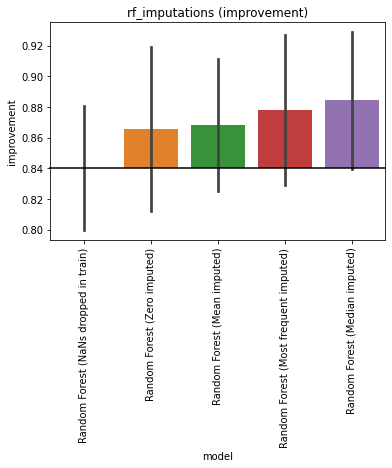 rf_imputations (improvement)
improvement
0.92
0.90
0.88
0.86
0.84
0.82
0.80
Random Forest (NaNs dropped in train)
Random Forest (Zero imputed)
Random Forest (Mean imputed)
Random Forest (Most frequent imputed)
Random Forest (Median imputed)
model